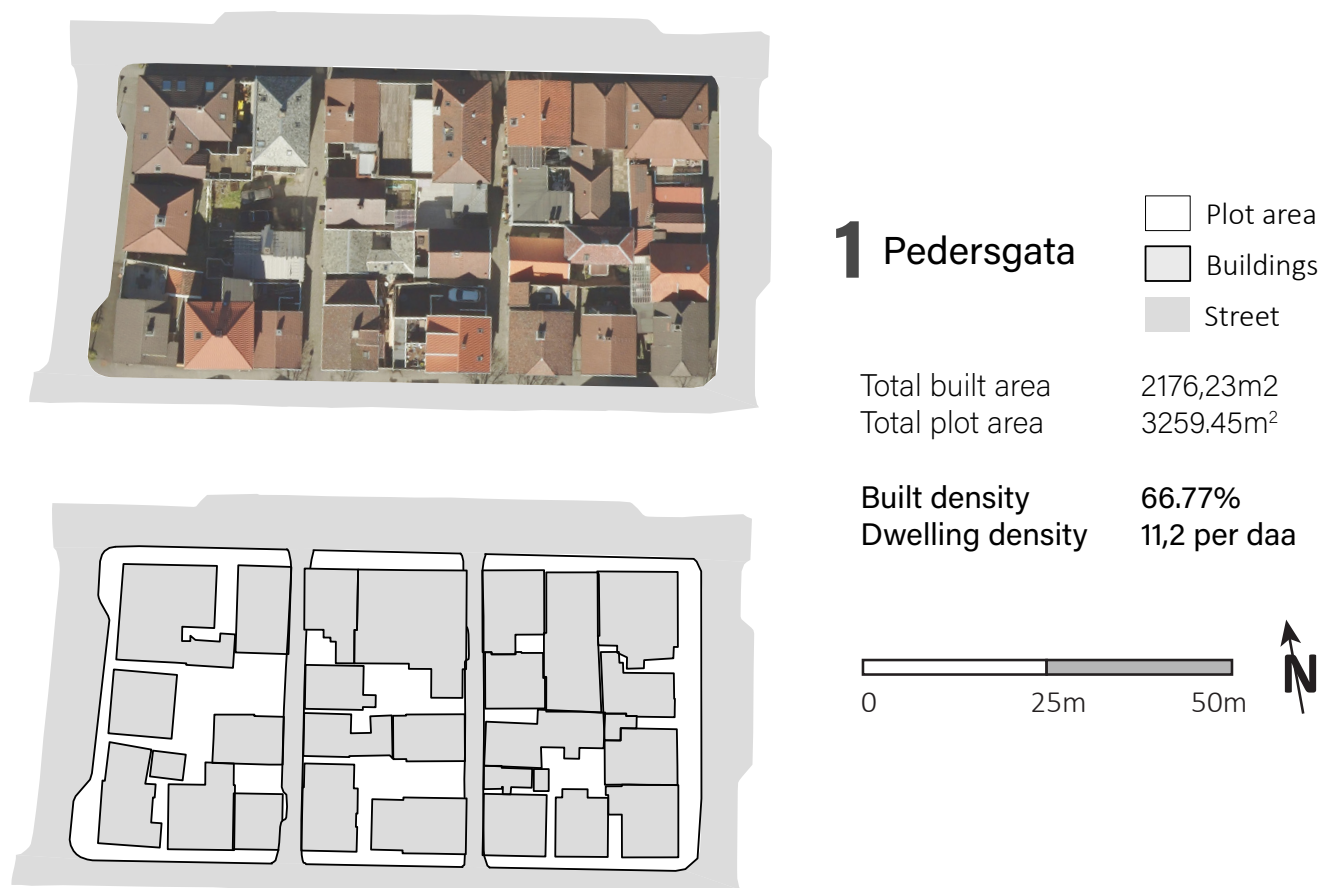 1 Pedersgata
Plot area
Buildings
Street
Total built area 2176,23m2
Total plot area 3259.45m²
Built density 66.77%
Dwelling density 11,2 per daa
0 25m 50m
N